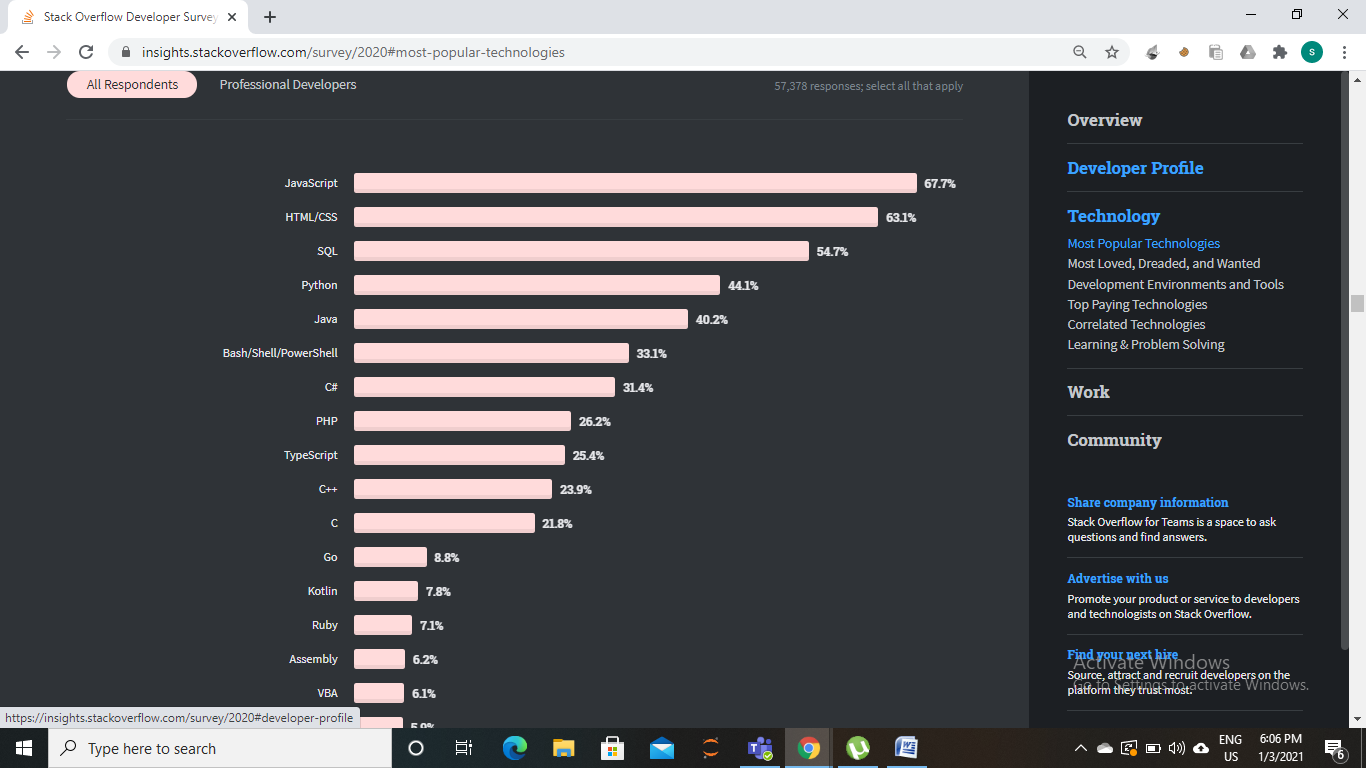 Stack Overflow Developer Survey
insights.stackoverflow.com/survey/2020#most-popular-technologies
S
All Respondents
Professional Developers
57,378 responses; select all that apply
JavaScript 67.7%
HTML/CSS 63.1%
SQL 54.7%
Python 44.1%
Java 40.2%
Bash/Shell/PowerShell 33.1%
C# 31.4%
PHP 26.2%
TypeScript 25.4%
C++ 23.9%
C 21.8%
Go 8.8%
Kotlin 7.8%
Ruby 7.1%
Assembly 6.2%
VBA 6.1%
5.9%
Overview
Developer Profile
Technology
Most Popular Technologies
Most Loved, Dreaded, and Wanted
Development Environments and Tools
Top Paying Technologies
Correlated Technologies
Learning & Problem Solving
Work
Community
Share company information
Stack Overflow for Teams is a space to ask
questions and find answers.
Advertise with us
Promote your product or service to developers
and technologists on Stack Overflow.
Find your next hire
Source, attract and recruit developers on the
platform they trust most.
Activate Windows
Go to Settings to activate Windows.
https://insights.stackoverflow.com/survey/2020#developer-profile
Type here to search
ENG
US
6:06 PM
1/3/2021
6